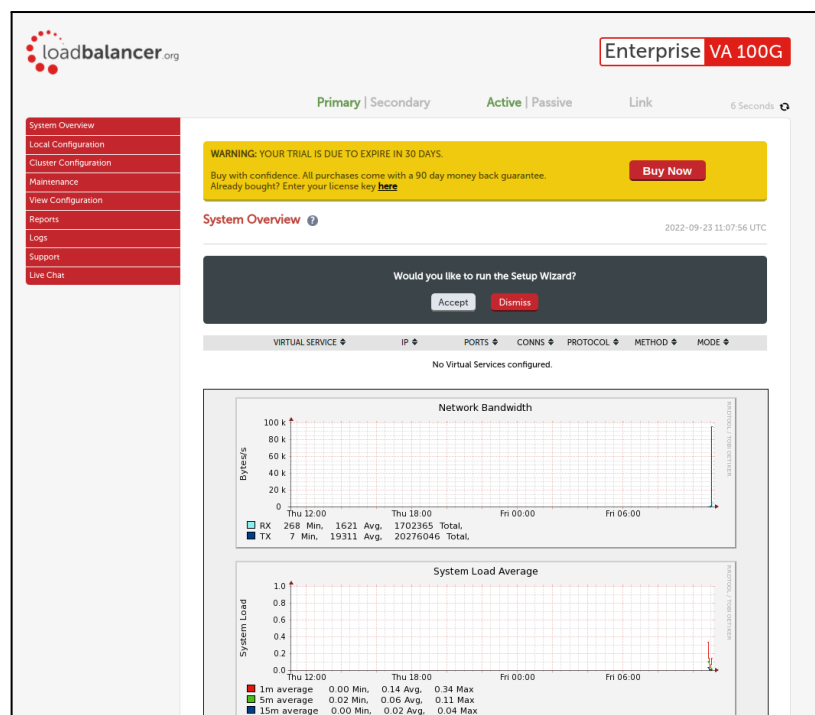 loadbalancer.org
Enterprise VA 100G
Primary | Secondary Active | Passive Link 6 Seconds
System Overview
Local Configuration
Cluster Configuration
Maintenance
View Configuration
Reports
Logs
Support
Live Chat
WARNING: YOUR TRIAL IS DUE TO EXPIRE IN 30 DAYS.
Buy with confidence. All purchases come with a 90 day money back guarantee.
Already bought? Enter your license key here
Buy Now
System Overview ?
2022-09-23 11:07:56 UTC
Would you like to run the Setup Wizard?
Accept Dismiss
VIRTUAL SERVICE IP PORTS CONNS PROTOCOL METHOD MODE
No Virtual Services configured.
Network Bandwidth
RRDTOOL / TOBI OETIKER
Bytes/s
100 k
80 k
60 k
40 k
20 k
0
Thu 12:00 Thu 18:00 Fri 00:00 Fri 06:00
RX 268 Min, 1621 Avg, 1702365 Total,
TX 7 Min, 19311 Avg, 20276046 Total,
System Load Average
RRDTOOL / TOBI OETIKER
System Load
1.0
0.8
0.6
0.4
0.2
0.0
Thu 12:00 Thu 18:00 Fri 00:00 Fri 06:00
1m average 0.00 Min, 0.14 Avg, 0.34 Max
5m average 0.02 Min, 0.06 Avg, 0.11 Max
15m average 0.00 Min, 0.02 Avg, 0.04 Max